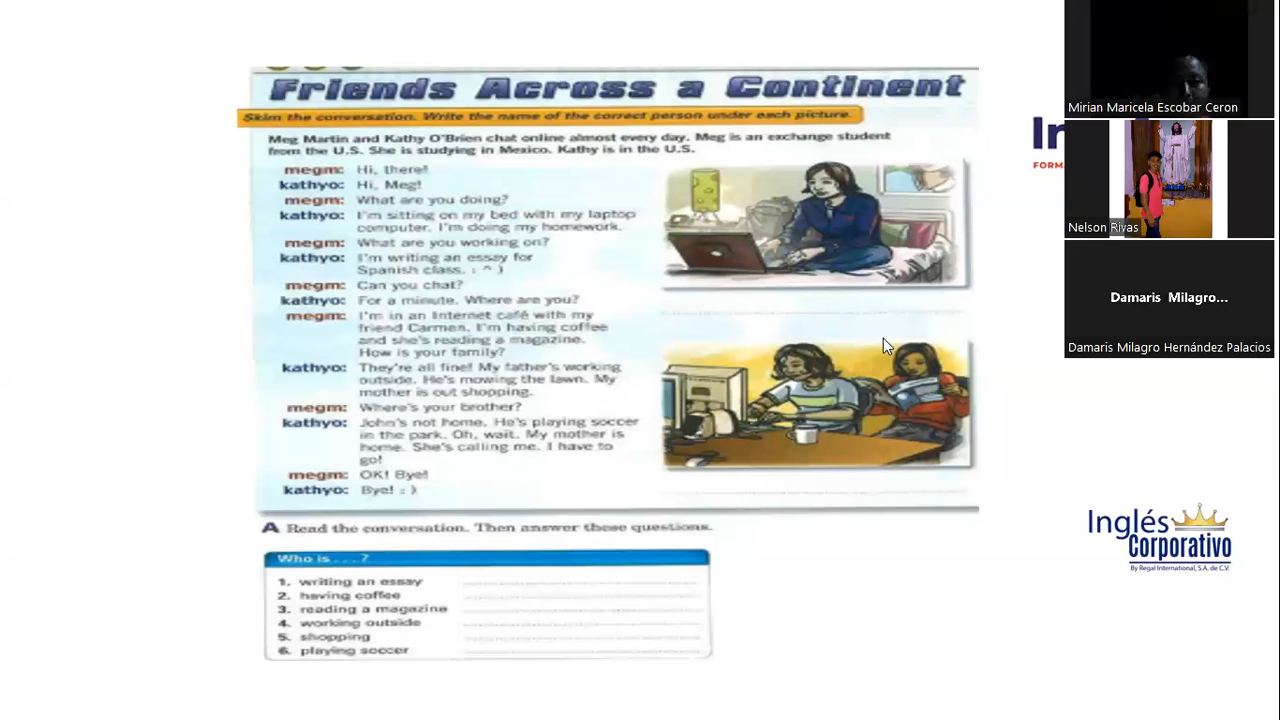 Friends Across a Continent
Skim the conversation. Write the name of the correct person under each picture.
Meg Martin and Kathy O'Brien chat online almost every day. Meg is an exchange student
from the U.S. She is studying in Mexico. Kathy is in the U.S.
megm: Hi, there!
kathyo: Hi, Meg!
megm: What are you doing?
kathyo: I'm sitting on my bed with my laptop
computer. I'm doing my homework.
megm: What are you working on?
kathyo: I'm writing an essay for
Spanish class. : ^ )
megm: Can you chat?
kathyo: For a minute. Where are you?
megm: I'm in an Internet café with my
friend Carmen. I'm having coffee
and she's reading a magazine.
How is your family?
kathyo: They're all fine! My father's working
outside. He's mowing the lawn. My
mother is out shopping.
megm: Where's your brother?
kathyo: John's not home. He's playing soccer
in the park. Oh, wait. My mother is
home. She's calling me. I have to
go!
megm: OK! Bye!
kathyo: Bye! : )
A Read the conversation. Then answer these questions.
Who is . . . ?
1. writing an essay
2. having coffee
3. reading a magazine
4. working outside
5. shopping
6. playing soccer
In
FORM
Mirian Maricela Escobar Ceron
Nelson Rivas
Damaris Milagro...
Damaris Milagro Hernández Palacios
Inglés
Corporativo
By Regal International, S.A. de C.V.